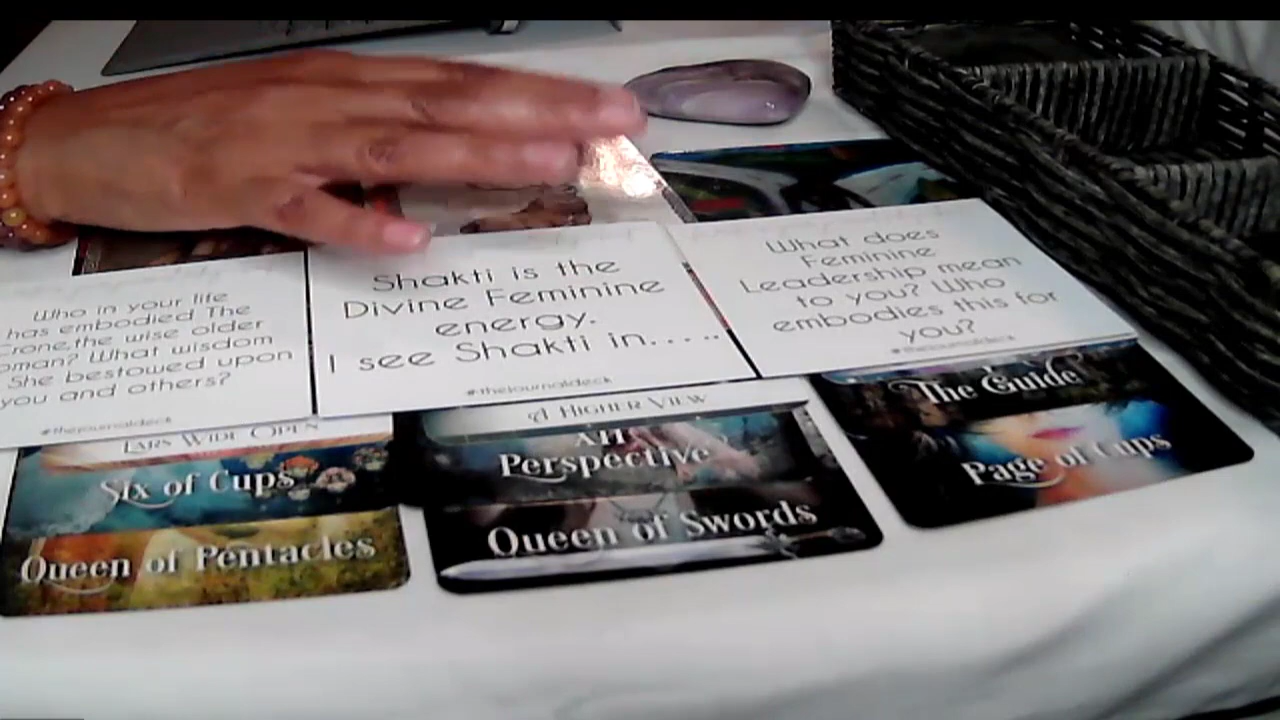 Who in your life
has embodied The
Crone,the wise older
woman? What wisdom
She bestowed upon
you and others?
#thejournaldeck
Shakti is the
Divine Feminine
energy.
I see Shakti in.....
#thejournaldeck
What does
Feminine
Leadership mean
to you? Who
embodies this for
you?
#thejournaldeck
Ears Wide Open
Six of Cups
Queen of Pentacles
A Higher View
XII
Perspective
Queen of Swords
The Guide
Page of Cups